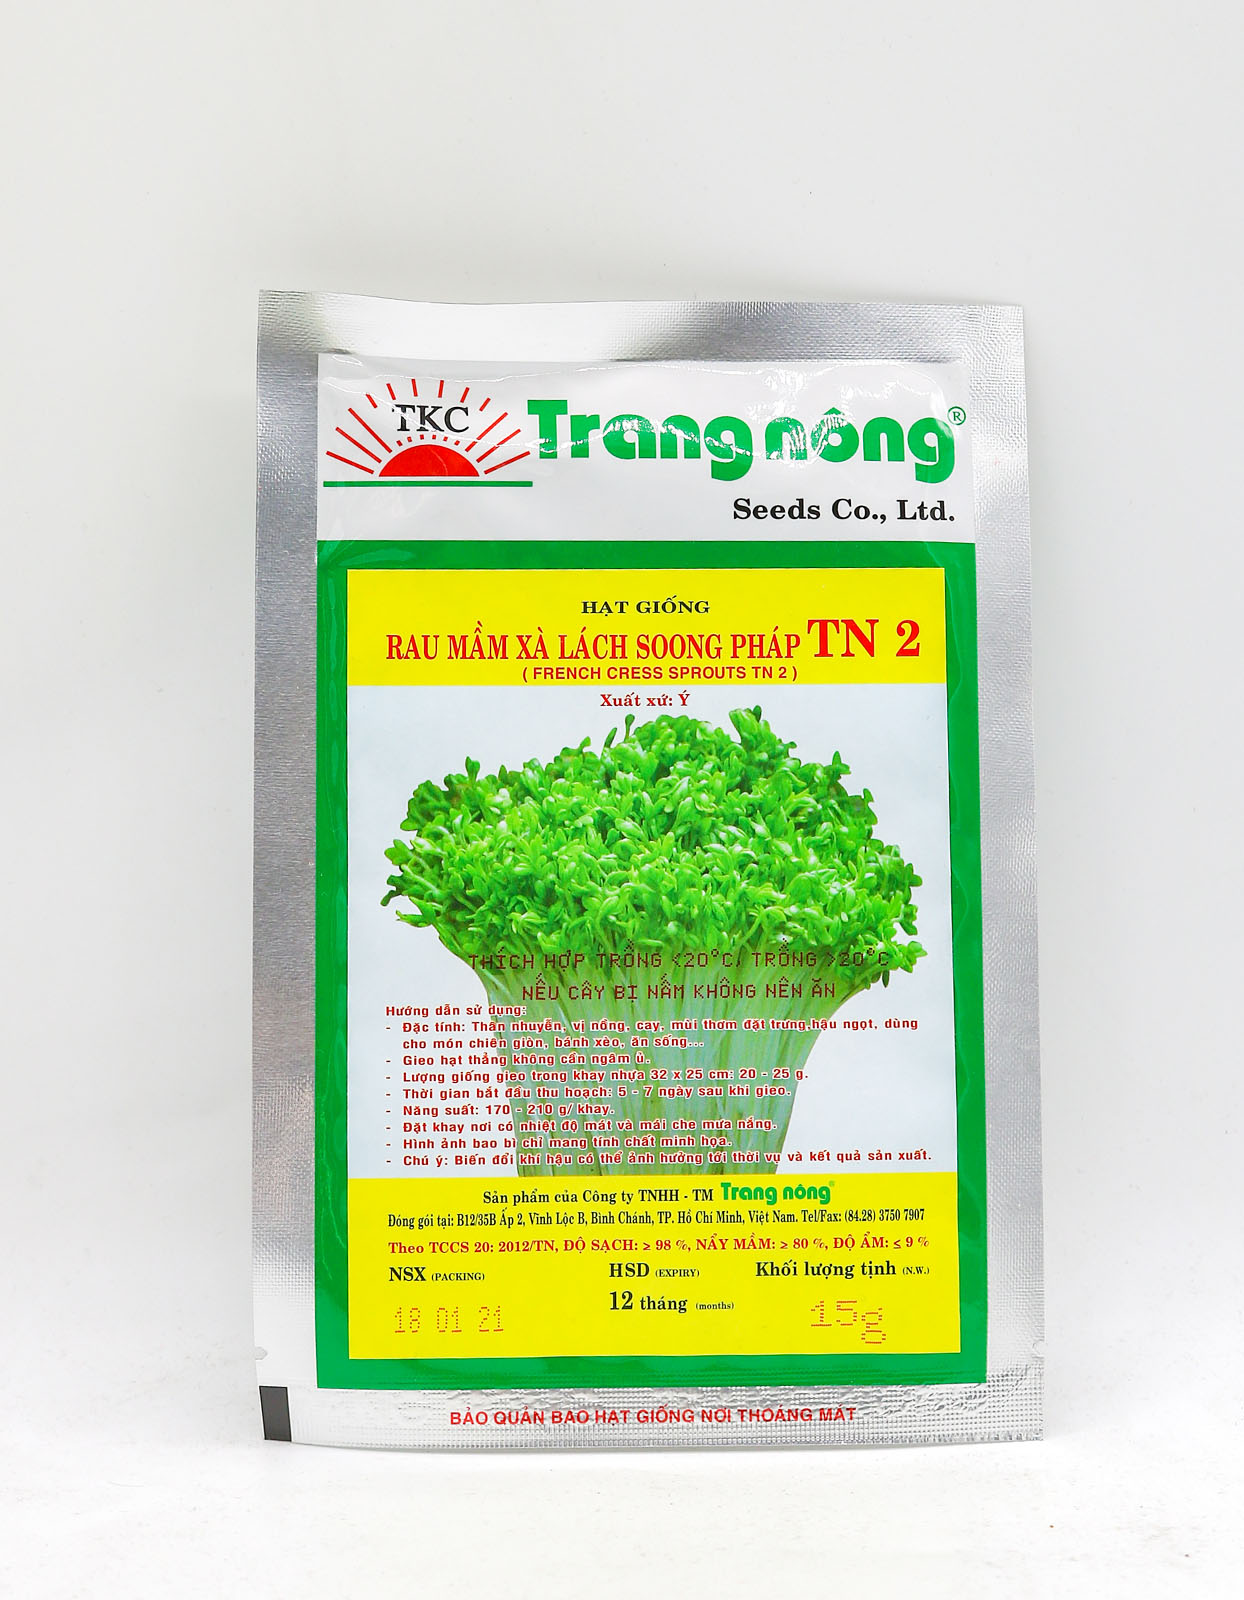 TKC
Trang nông®
Seeds Co., Ltd.
HẠT GIỐNG
RAU MẦM XÀ LÁCH SOONG PHÁP TN 2
( FRENCH CRESS SPROUTS TN 2 )
Xuất xứ: Ý
THÍCH HỢP TRỒNG <20°C, TRỒNG >20°C
NẾU CÂY BỊ NẤM KHÔNG NÊN ĂN
Hướng dẫn sử dụng:
- Đặc tính: Thân nhuyễn, vị nồng, cay, mùi thơm đặt trưng,hậu ngọt, dùng
cho món chiên giòn, bánh xèo, ăn sống...
- Gieo hạt thẳng không cần ngâm ủ.
- Lượng giống gieo trong khay nhựa 32 x 25 cm: 20 - 25 g.
- Thời gian bắt đầu thu hoạch: 5 - 7 ngày sau khi gieo.
- Năng suất: 170 - 210 g/ khay.
- Đặt khay nơi có nhiệt độ mát và mái che mưa nắng.
- Hình ảnh bao bì chỉ mang tính chất minh họa.
- Chú ý: Biến đổi khí hậu có thể ảnh hưởng tới thời vụ và kết quả sản xuất.
Sản phẩm của Công ty TNHH - TM Trang nông®
Đóng gói tại: B12/35B Ấp 2, Vĩnh Lộc B, Bình Chánh, TP. Hồ Chí Minh, Việt Nam. Tel/Fax: (84.28) 3750 7907
Theo TCCS 20: 2012/TN, ĐỘ SẠCH: ≥ 98 %, NẨY MẦM: ≥ 80 %, ĐỘ ẨM: ≤ 9 %
NSX (PACKING) HSD (EXPIRY) Khối lượng tịnh (N.W.)
18 01 21 12 tháng (months) 15g
BẢO QUẢN BAO HẠT GIỐNG NƠI THOÁNG MÁT